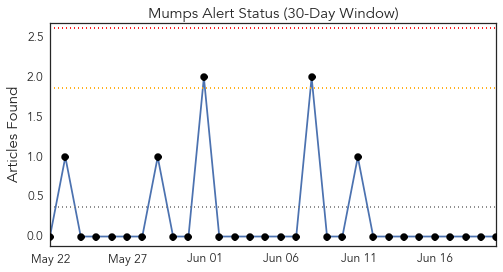 Mumps Alert Status (30-Day Window)
Articles Found
2.5
2.0
1.5
1.0
0.5
0.0
May 22 May 27 Jun 01 Jun 06 Jun 11 Jun 16